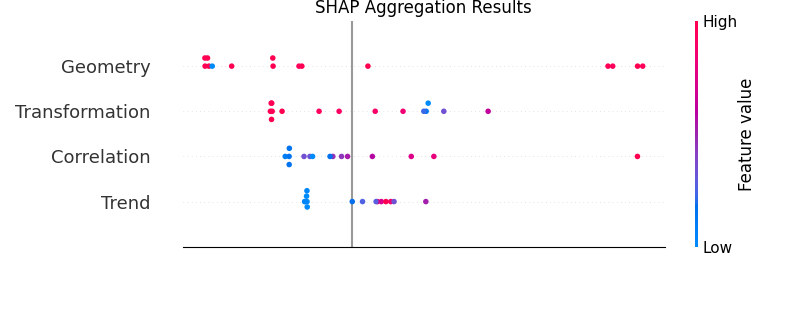 SHAP Aggregation Results
High
Geometry
Transformation
Correlation
Trend
Feature value
Low